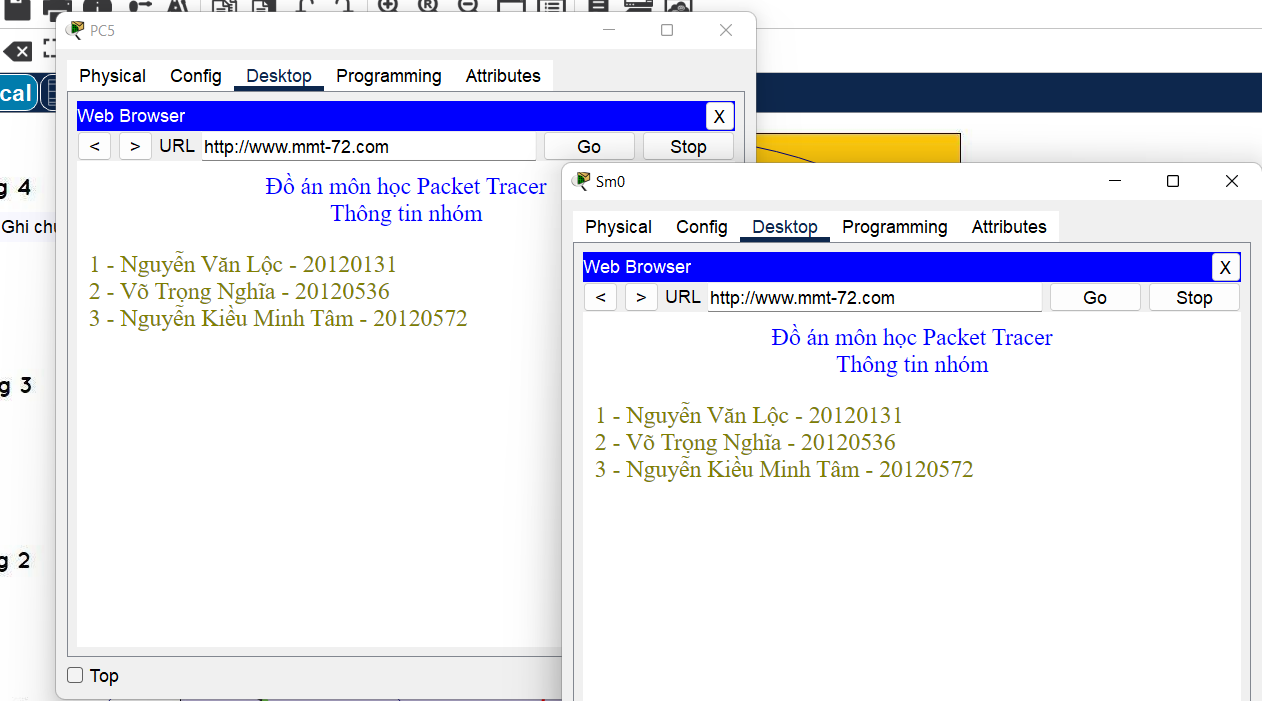 PC5
Physical Config Desktop Programming Attributes
Web Browser X
< > URL http://www.mmt-72.com Go Stop
Đồ án môn học Packet Tracer
Thông tin nhóm
1 - Nguyễn Văn Lộc - 20120131
2 - Võ Trọng Nghĩa - 20120536
3 - Nguyễn Kiều Minh Tâm - 20120572
Top
Sm0
Physical Config Desktop Programming Attributes
Web Browser X
< > URL http://www.mmt-72.com Go Stop
Đồ án môn học Packet Tracer
Thông tin nhóm
1 - Nguyễn Văn Lộc - 20120131
2 - Võ Trọng Nghĩa - 20120536
3 - Nguyễn Kiều Minh Tâm - 20120572
cal
g 4
Ghi chú
g 3
g 2